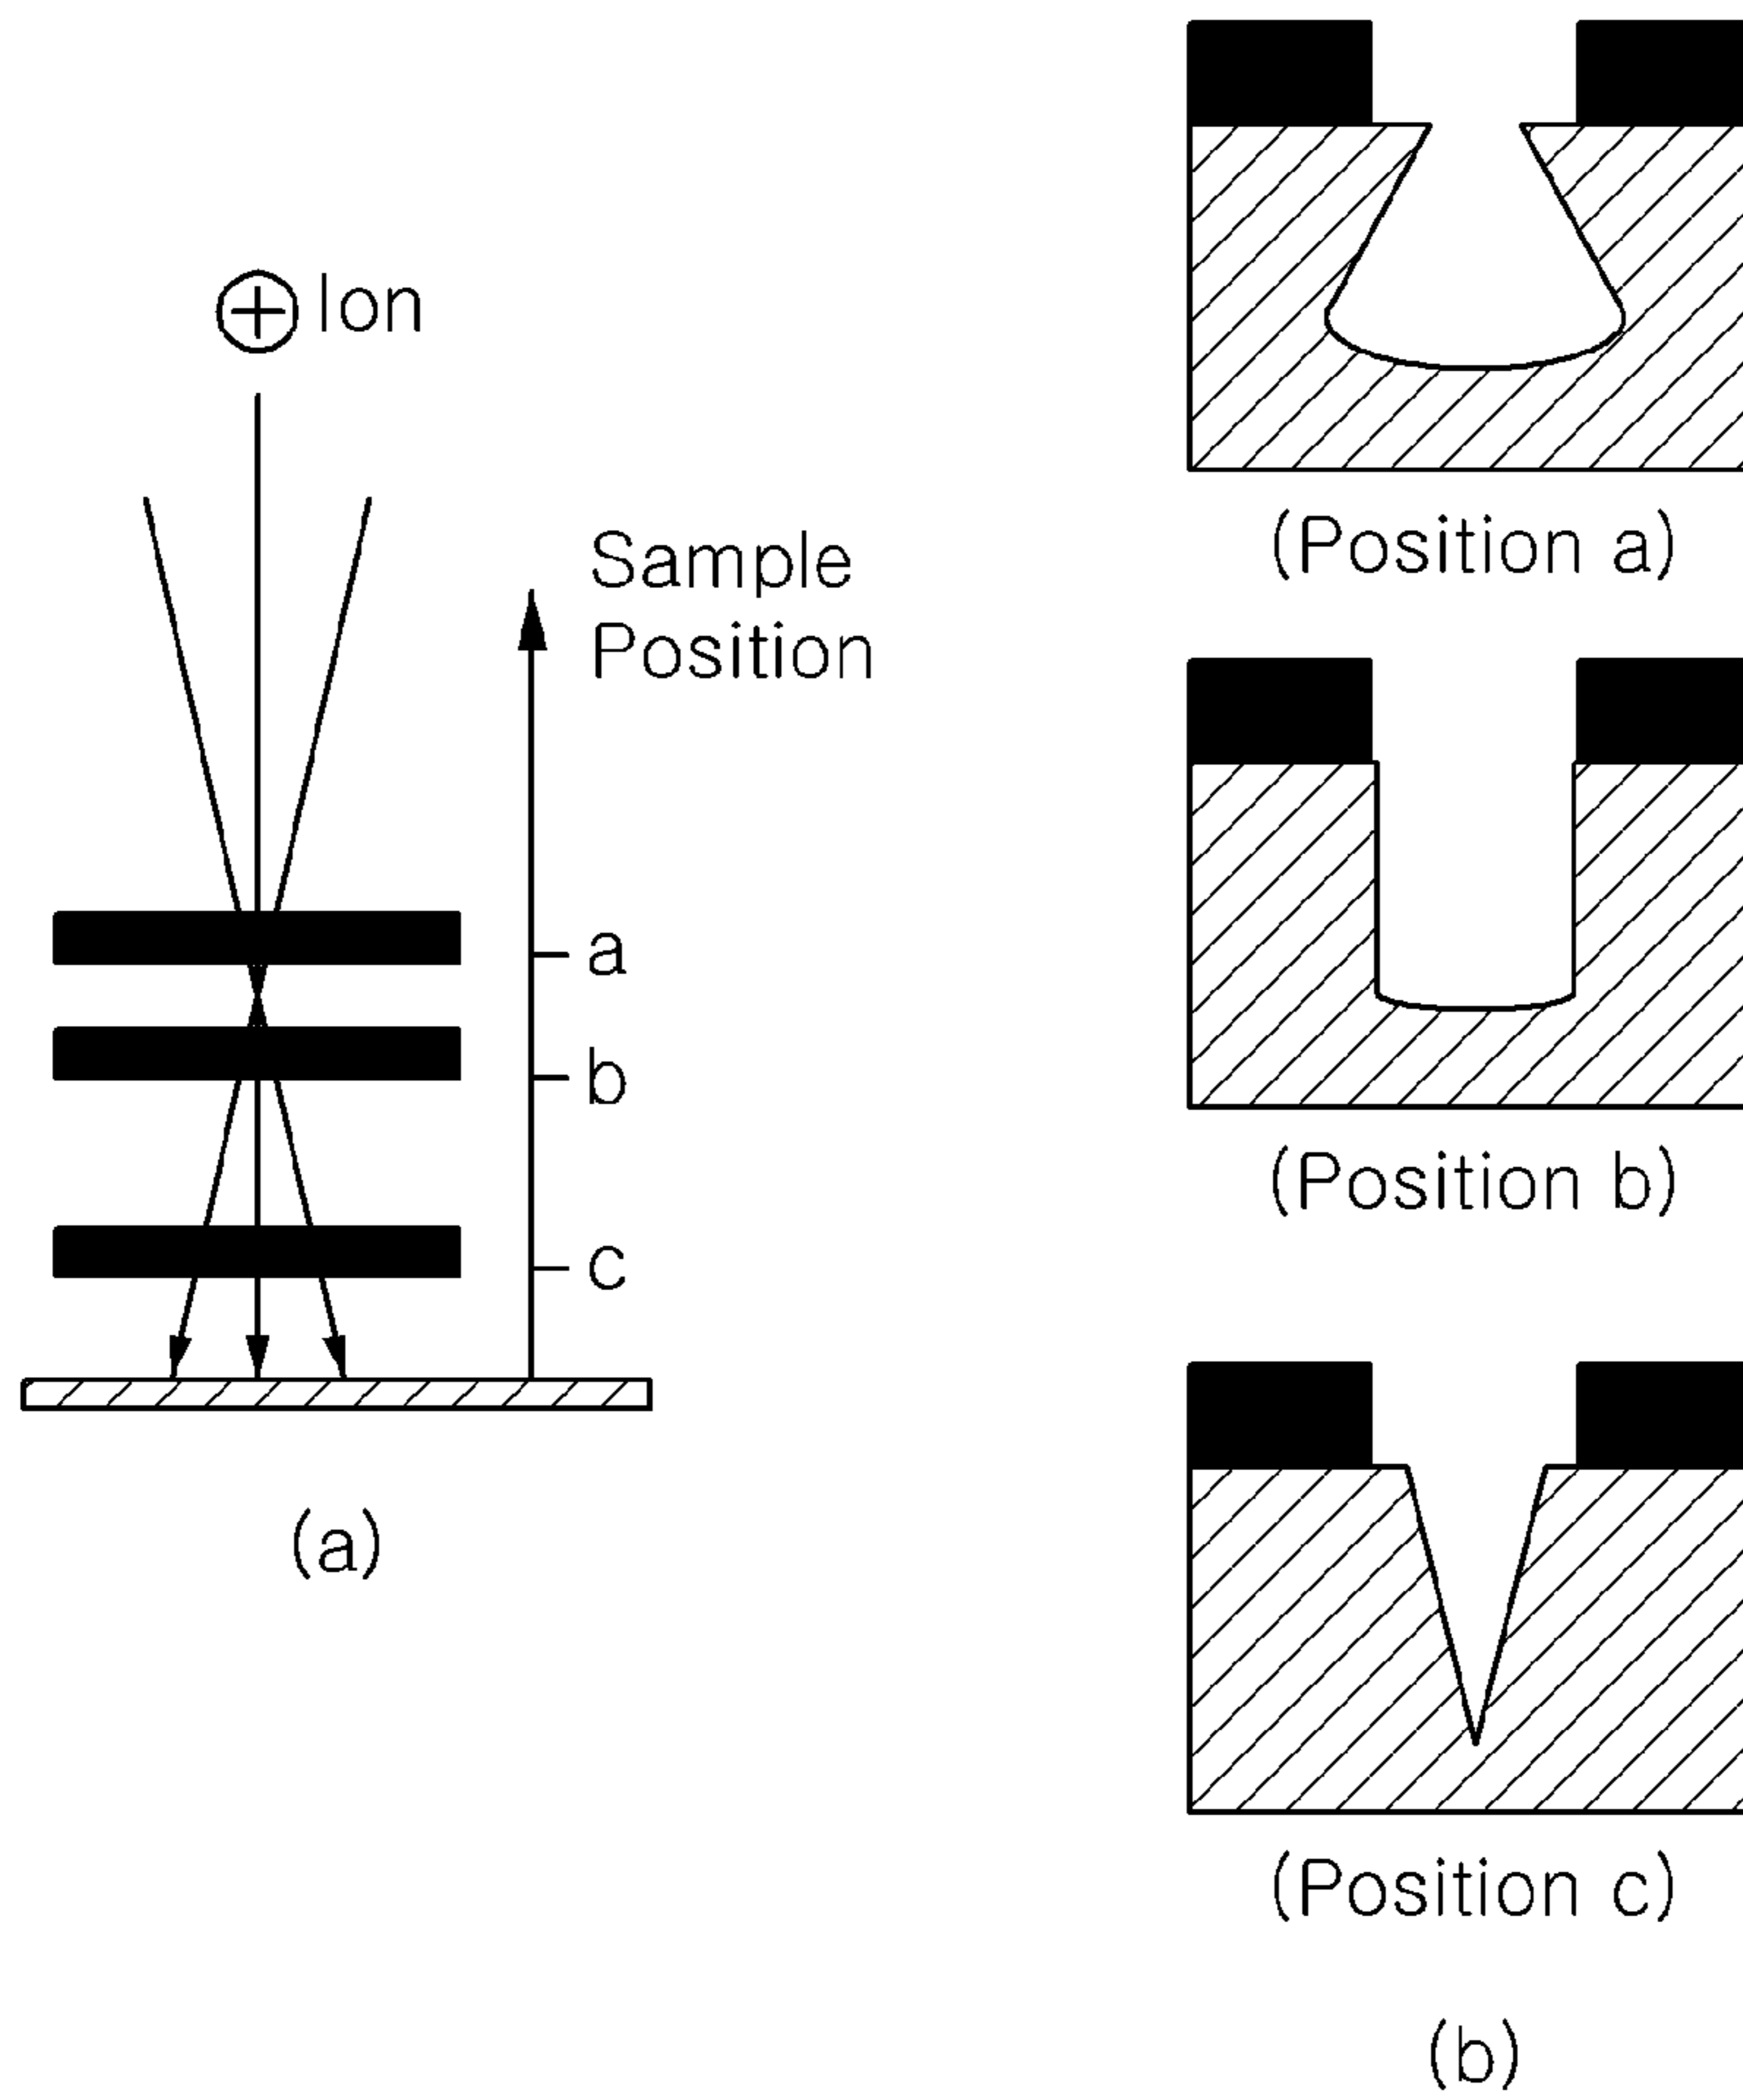 Ion
Sample
Position
a
b
c
(a)
(Position a)
(Position b)
(Position c)
(b)